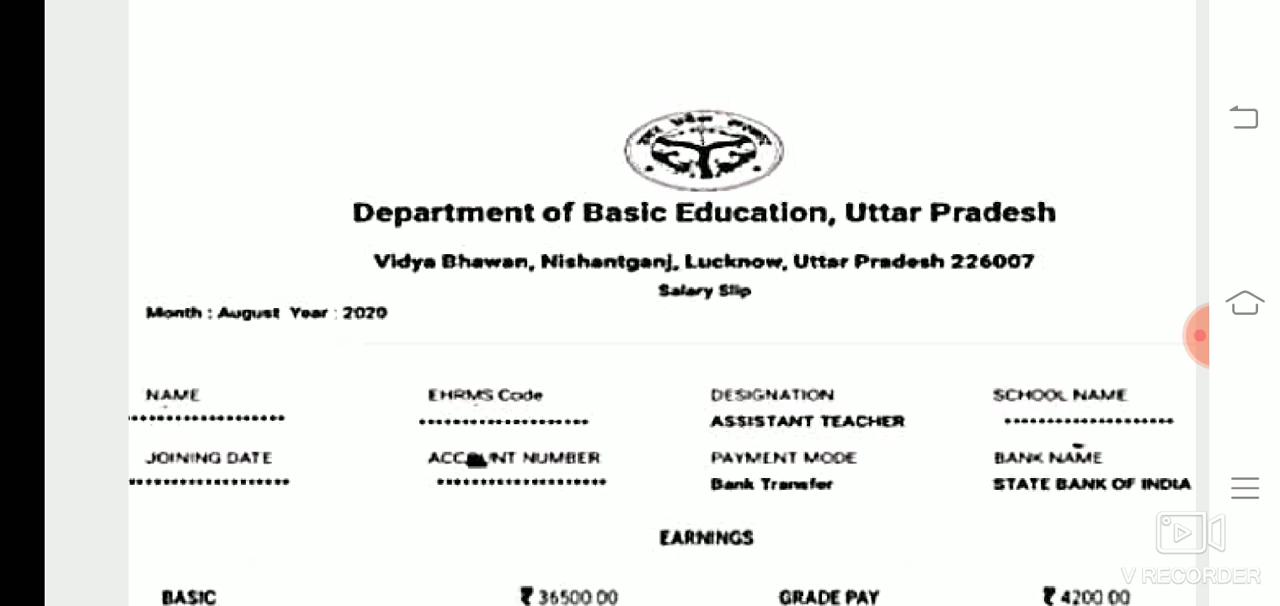 Department of Basic Education, Uttar Pradesh
Vidya Bhawan, Nishantganj, Lucknow, Uttar Pradesh 226007
Salary Slip
Month : August Year : 2020
NAME EHRMS Code DESIGNATION SCHOOL NAME
•••••••••••••••••• ••••••••••••••••••• ASSISTANT TEACHER •••••••••••••••••••
JOINING DATE ACCOUNT NUMBER PAYMENT MODE BANK NAME
••••••••••••••••••• ••••••••••••••••••• Bank Transfer STATE BANK OF INDIA
EARNINGS
BASIC ₹ 36500.00 GRADE PAY ₹ 4200.00
V RECORDER